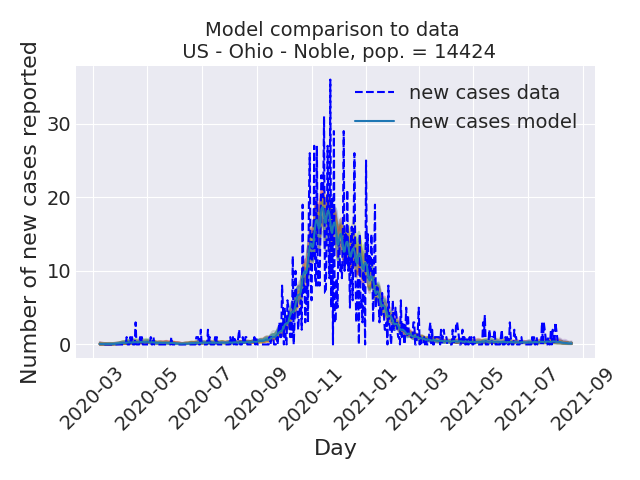 Model comparison to data
US - Ohio - Noble, pop. = 14424
Number of new cases reported
30
20
10
0
new cases data
new cases model
2020-03
2020-05
2020-07
2020-09
2020-11
2021-01
2021-03
2021-05
2021-07
2021-09
Day